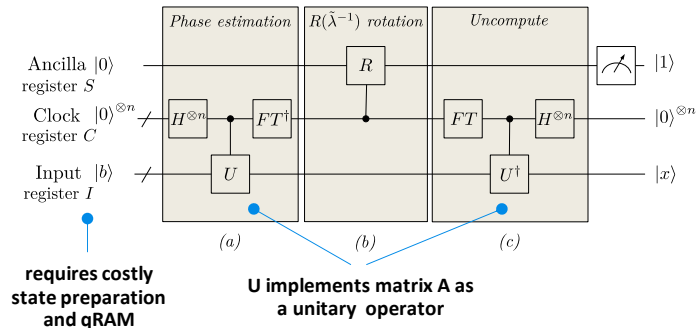 Phase estimation R(λ̃⁻¹) rotation Uncompute
Ancilla |0⟩ R |1⟩
register S
Clock |0⟩⊗n H⊗n FT† FT H⊗n |0⟩⊗n
register C
Input |b⟩ U U† |x⟩
register I
(a) (b) (c)
requires costly
state preparation
and qRAM
U implements matrix A as
a unitary operator